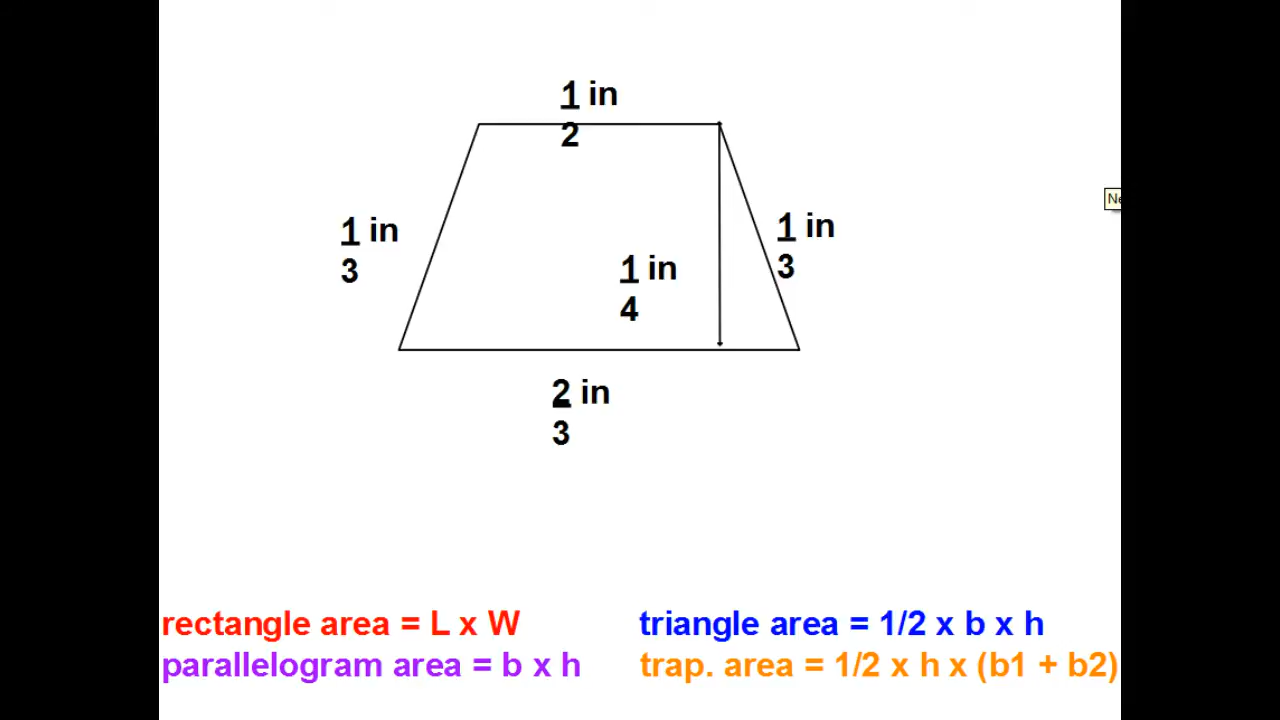 1 in
2
1 in
3
1 in
3
1 in
4
2 in
3
Ne
rectangle area = L x W
triangle area = 1/2 x b x h
parallelogram area = b x h
trap. area = 1/2 x h x (b1 + b2)